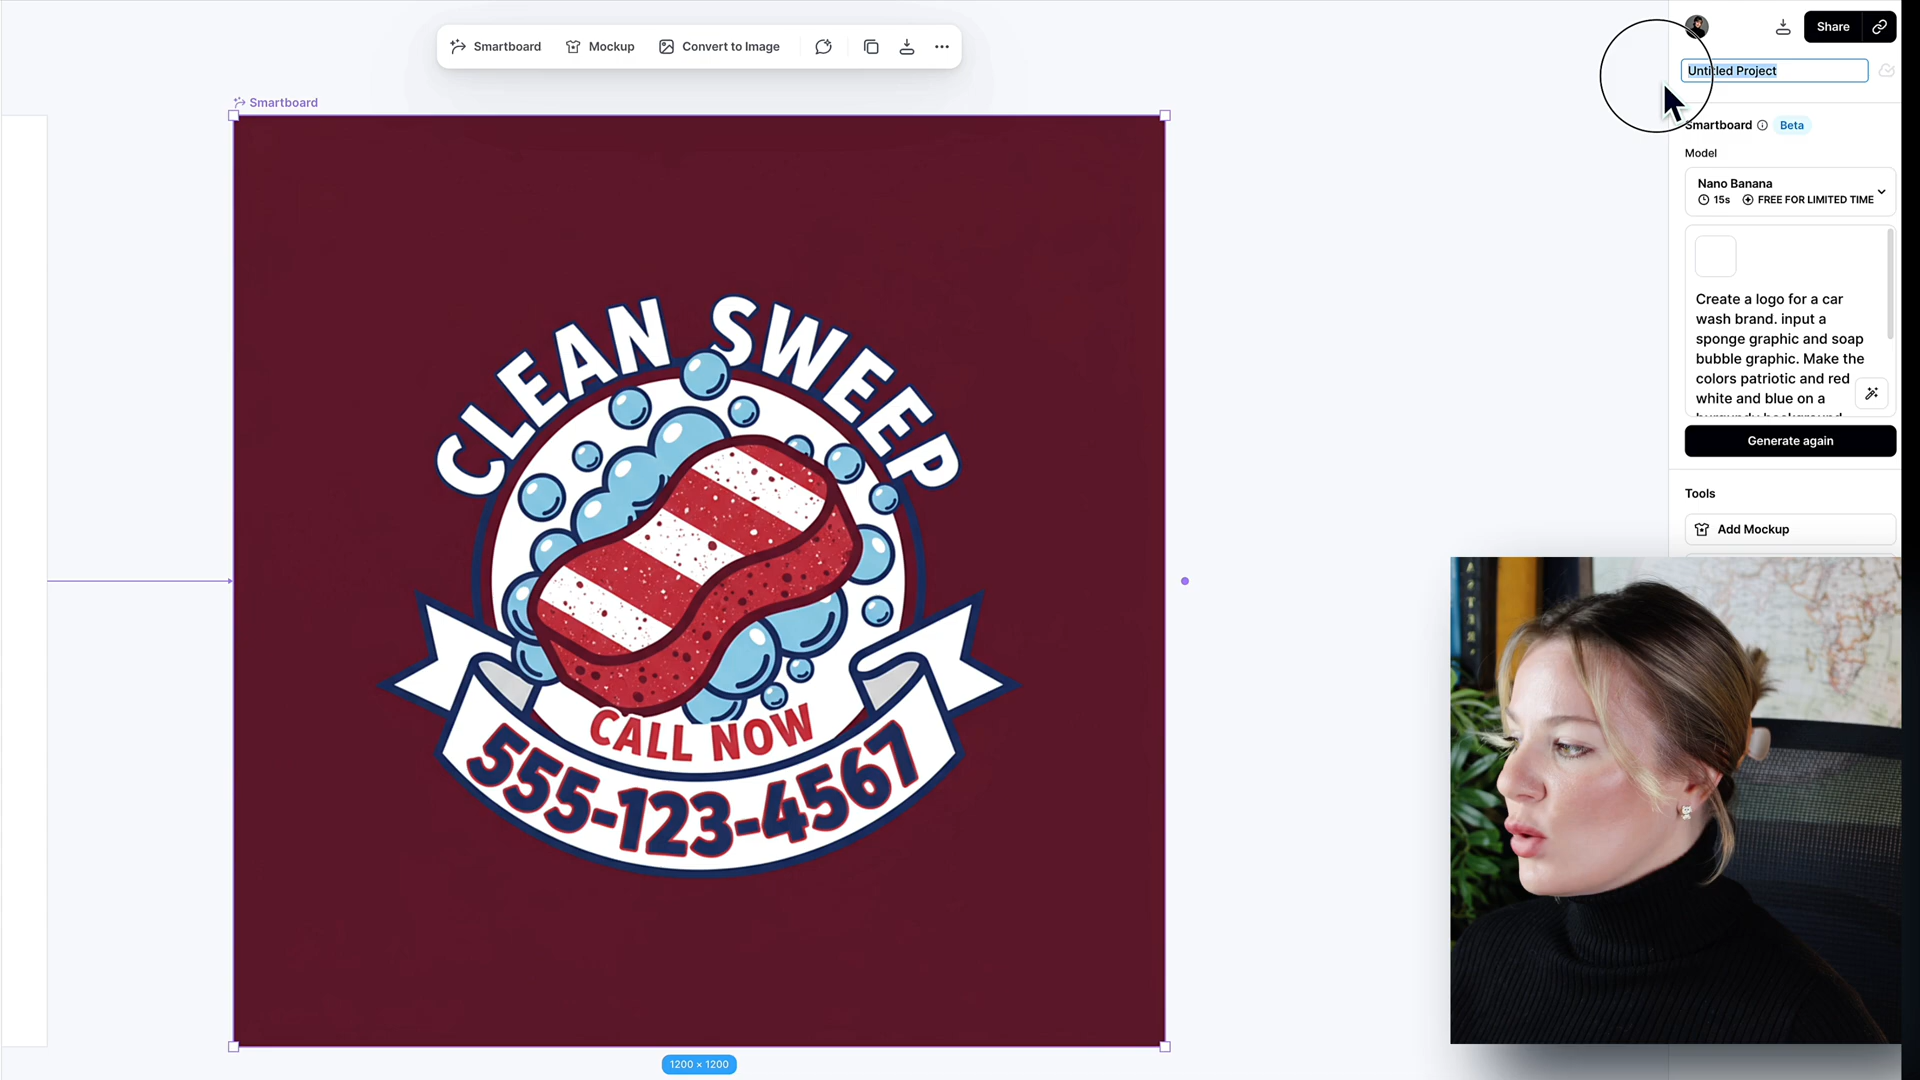 Smartboard
Mockup
Convert to Image
Share
Untitled Project
Smartboard
Smartboard
Beta
Model
Nano Banana
15s
FREE FOR LIMITED TIME
Create a logo for a car
wash brand. input a
sponge graphic and soap
bubble graphic. Make the
colors patriotic and red
white and blue on a
burgundy background
Generate again
Tools
Add Mockup
CLEAN SWEEP
CALL NOW
555-123-4567
1200 × 1200